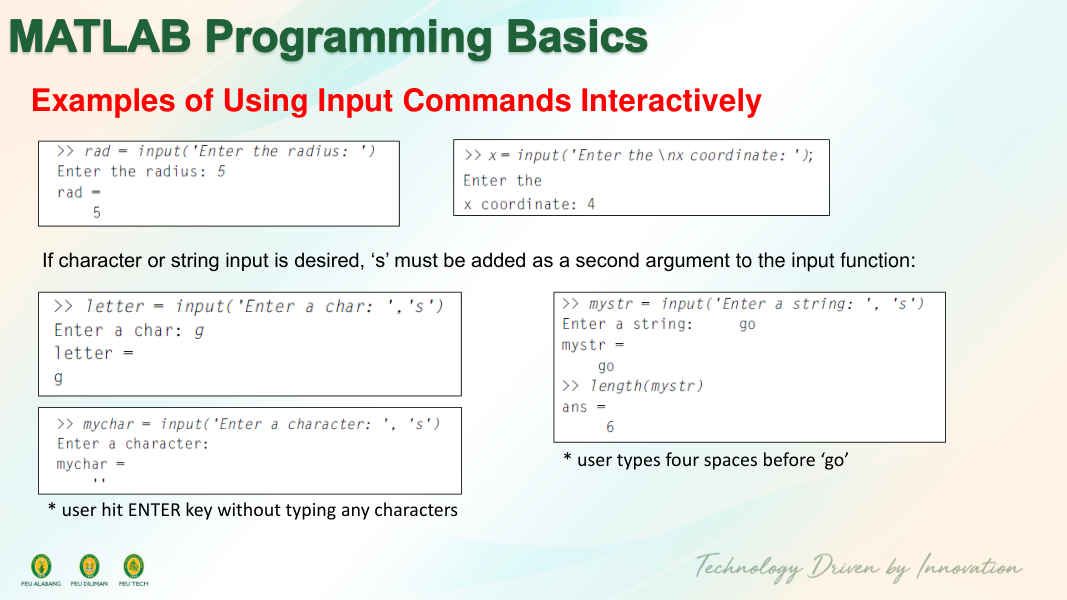 MATLAB Programming Basics
Examples of Using Input Commands Interactively
>> rad = input('Enter the radius: ')
Enter the radius: 5
rad =
5
>> x = input('Enter the \nx coordinate: ');
Enter the
x coordinate: 4
If character or string input is desired, ‘s’ must be added as a second argument to the input function:
>> letter = input('Enter a char: ','s')
Enter a char: g
letter =
g
>> mychar = input('Enter a character: ', 's')
Enter a character:
mychar =
''
* user hit ENTER key without typing any characters
>> mystr = input('Enter a string: ', 's')
Enter a string:     go
mystr =
go
>> length(mystr)
ans =
6
* user types four spaces before ‘go’
FEU ALABANG FEU DILIMAN FEU TECH
Technology Driven by Innovation